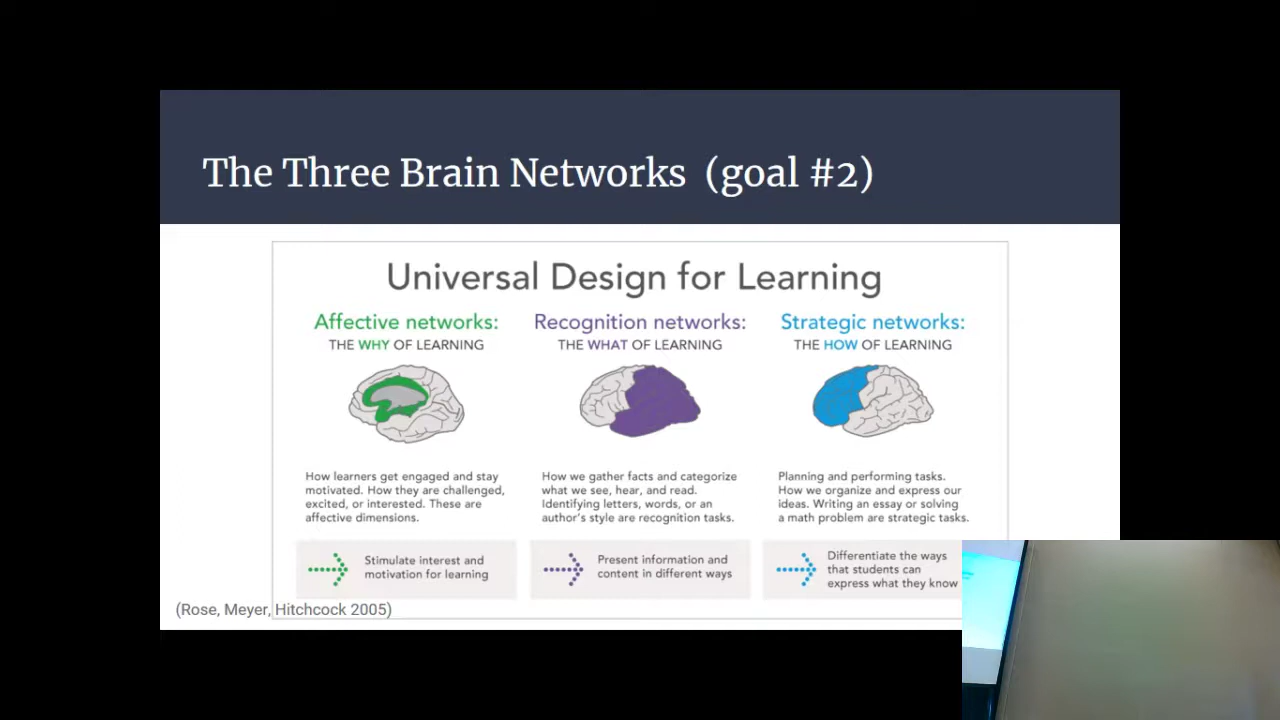 The Three Brain Networks (goal #2)
Universal Design for Learning
Affective networks:
THE WHY OF LEARNING
How learners get engaged and stay
motivated. How they are challenged,
excited, or interested. These are
affective dimensions.
Stimulate interest and
motivation for learning
Recognition networks:
THE WHAT OF LEARNING
How we gather facts and categorize
what we see, hear, and read.
Identifying letters, words, or an
author's style are recognition tasks.
Present information and
content in different ways
Strategic networks:
THE HOW OF LEARNING
Planning and performing tasks.
How we organize and express our
ideas. Writing an essay or solving
a math problem are strategic tasks.
Differentiate the ways
that students can
express what they know
(Rose, Meyer, Hitchcock 2005)